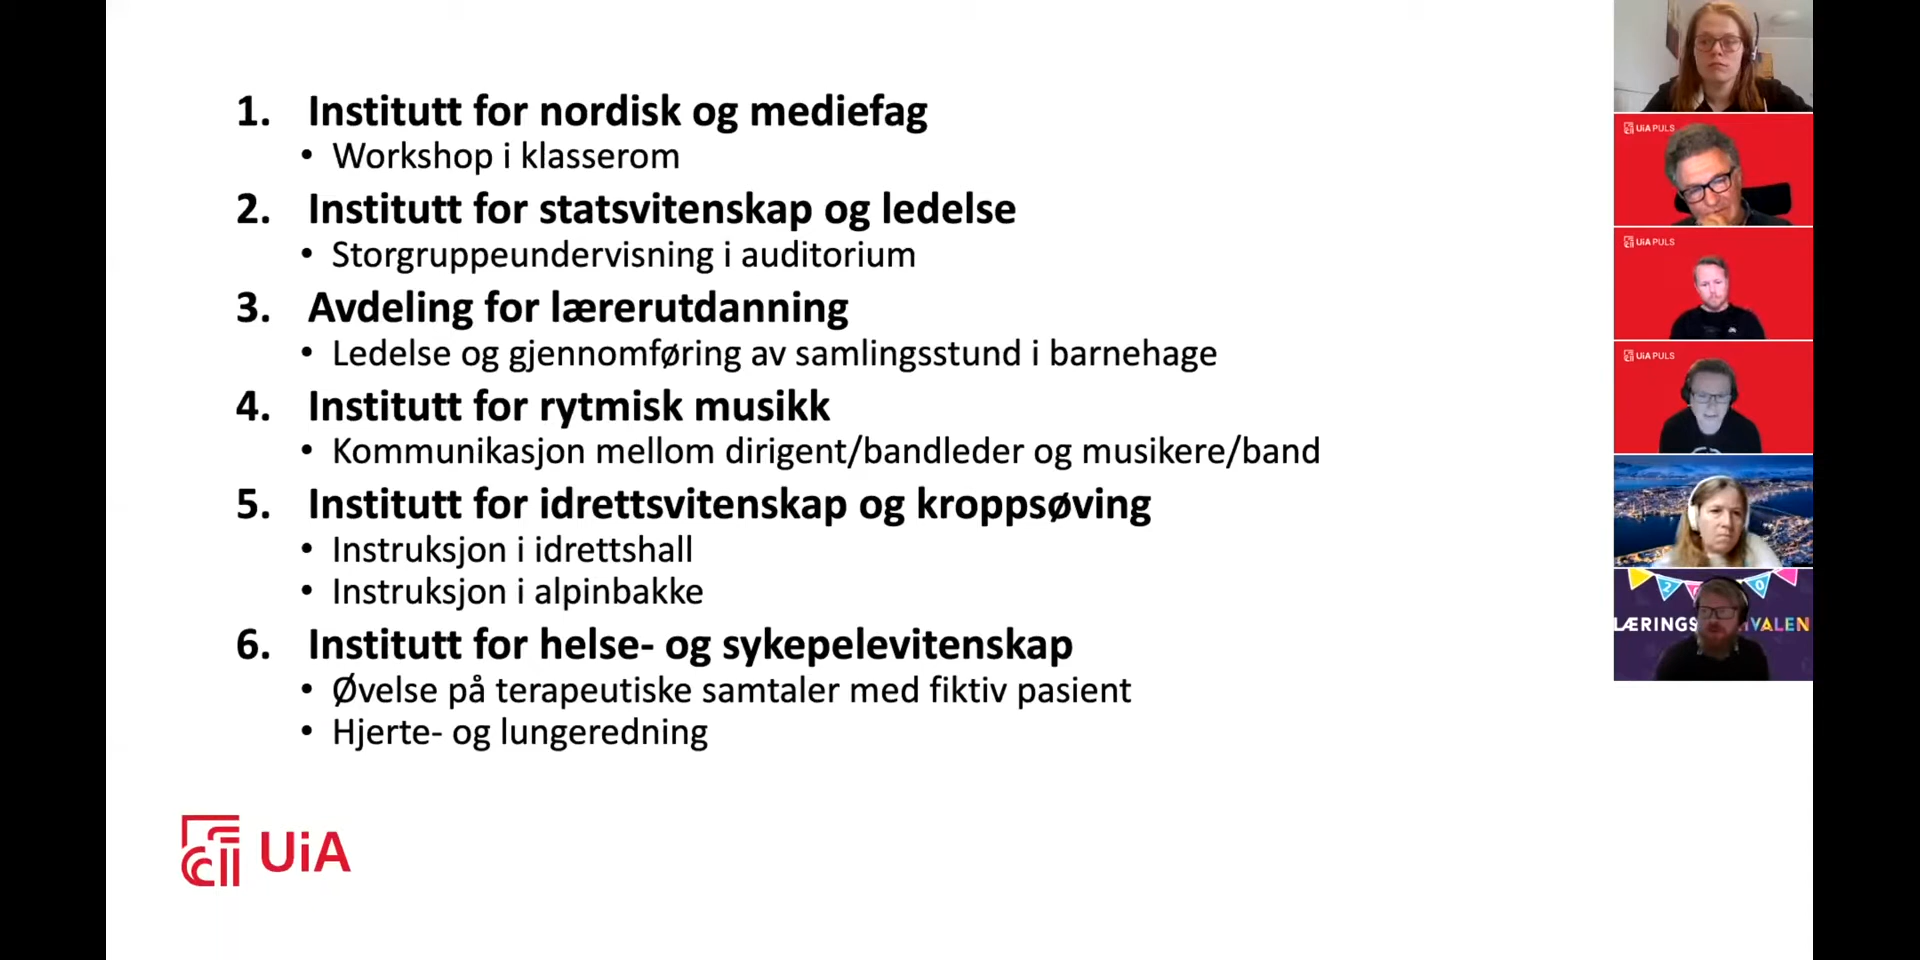 1. Institutt for nordisk og mediefag
• Workshop i klasserom
2. Institutt for statsvitenskap og ledelse
• Storgruppeundervisning i auditorium
3. Avdeling for lærerutdanning
• Ledelse og gjennomføring av samlingsstund i barnehage
4. Institutt for rytmisk musikk
• Kommunikasjon mellom dirigent/bandleder og musikere/band
5. Institutt for idrettsvitenskap og kroppsøving
• Instruksjon i idrettshall
• Instruksjon i alpinbakke
6. Institutt for helse- og sykepelevitenskap
• Øvelse på terapeutiske samtaler med fiktiv pasient
• Hjerte- og lungeredning
UiA
UiA PULS
UiA PULS
UiA PULS
2 0
LÆRINGS IVALEN